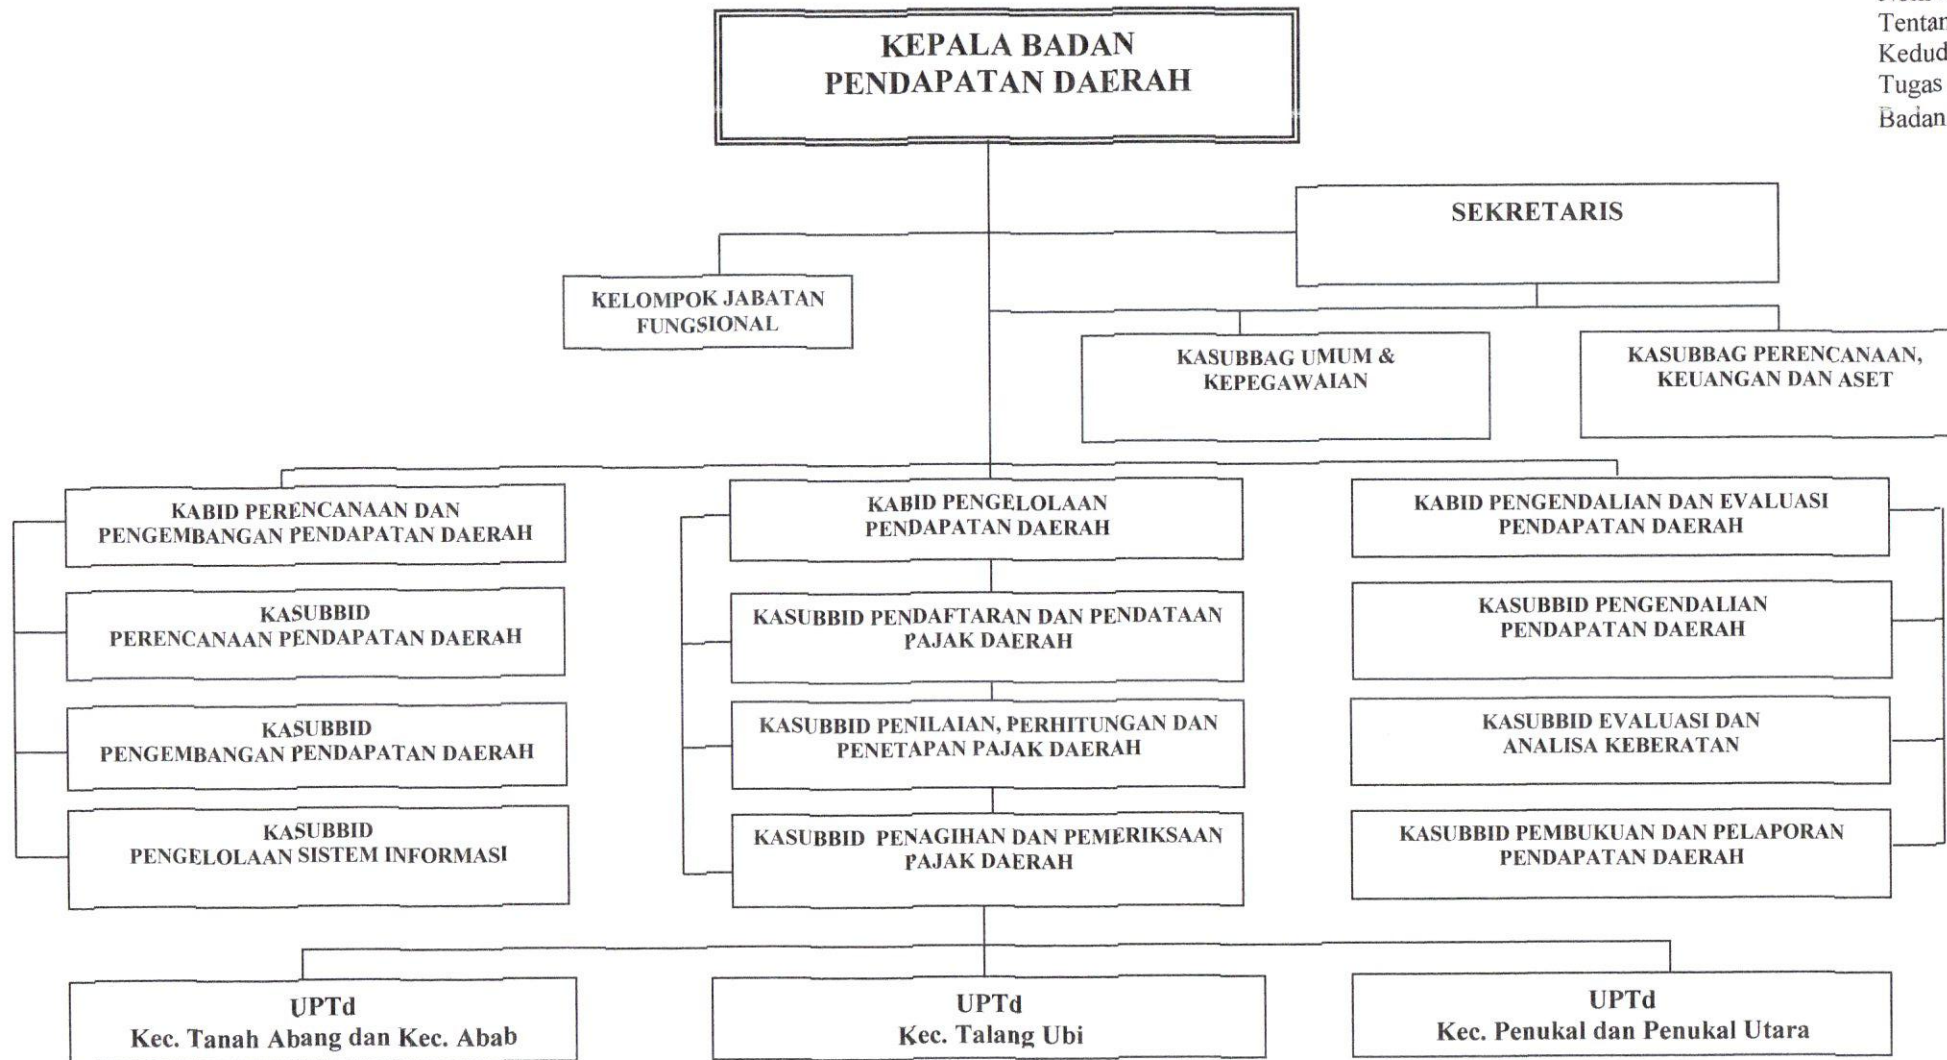 Tentan
Kedud
Tugas
Badan
KEPALA BADAN
PENDAPATAN DAERAH
SEKRETARIS
KELOMPOK JABATAN
FUNGSIONAL
KASUBBAG UMUM &
KEPEGAWAIAN
KASUBBAG PERENCANAAN,
KEUANGAN DAN ASET
KABID PERENCANAAN DAN
PENGEMBANGAN PENDAPATAN DAERAH
KABID PENGELOLAAN
PENDAPATAN DAERAH
KABID PENGENDALIAN DAN EVALUASI
PENDAPATAN DAERAH
KASUBBID
PERENCANAAN PENDAPATAN DAERAH
KASUBBID PENDAFTARAN DAN PENDATAAN
PAJAK DAERAH
KASUBBID PENGENDALIAN
PENDAPATAN DAERAH
KASUBBID
PENGEMBANGAN PENDAPATAN DAERAH
KASUBBID PENILAIAN, PERHITUNGAN DAN
PENETAPAN PAJAK DAERAH
KASUBBID EVALUASI DAN
ANALISA KEBERATAN
KASUBBID
PENGELOLAAN SISTEM INFORMASI
KASUBBID PENAGIHAN DAN PEMERIKSAAN
PAJAK DAERAH
KASUBBID PEMBUKUAN DAN PELAPORAN
PENDAPATAN DAERAH
UPTd
Kec. Tanah Abang dan Kec. Abab
UPTd
Kec. Talang Ubi
UPTd
Kec. Penukal dan Penukal Utara